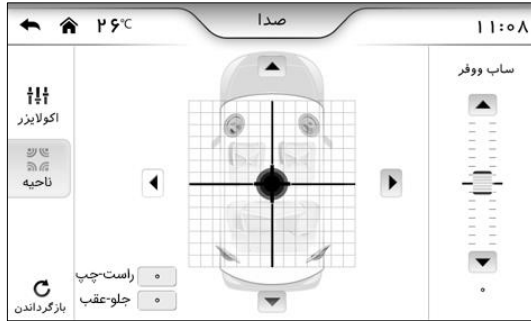 ۲۶°C
صدا
۱۱:۰۸
ساب ووفر
اکولایزر
ناحیه
راست-چپ ۰
جلو-عقب ۰
بازگرداندن
۰